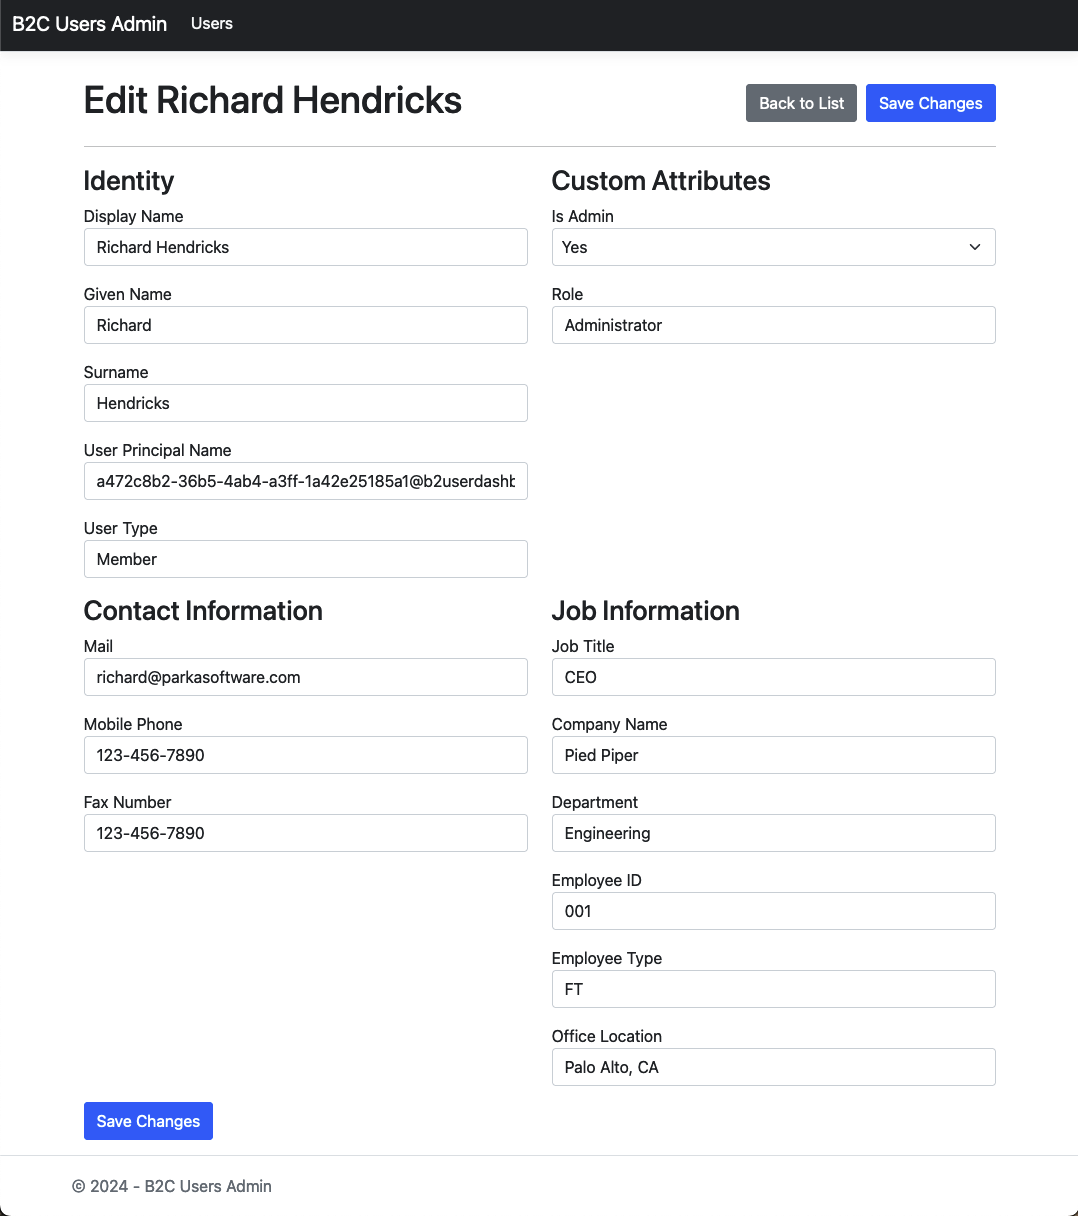 B2C Users Admin Users
Edit Richard Hendricks
Back to List Save Changes
Identity
Display Name
Richard Hendricks
Given Name
Richard
Surname
Hendricks
User Principal Name
a472c8b2-36b5-4ab4-a3ff-1a42e25185a1@b2userdasht
User Type
Member
Custom Attributes
Is Admin
Yes
Role
Administrator
Contact Information
Mail
richard@parkasoftware.com
Mobile Phone
123-456-7890
Fax Number
123-456-7890
Job Information
Job Title
CEO
Company Name
Pied Piper
Department
Engineering
Employee ID
001
Employee Type
FT
Office Location
Palo Alto, CA
Save Changes
© 2024 - B2C Users Admin